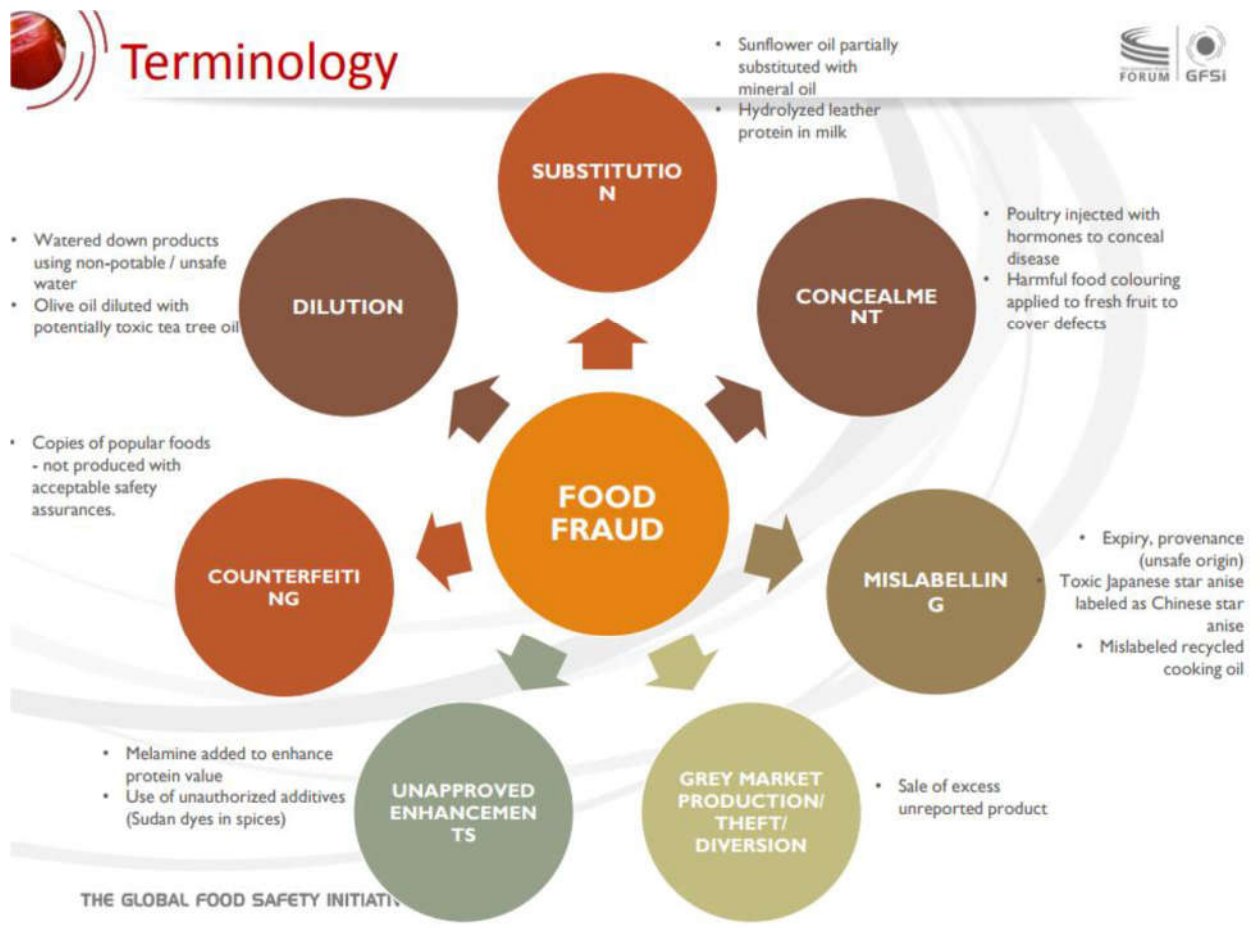 Terminology
FORUM
GFSi
• Sunflower oil partially
substituted with
mineral oil
• Hydrolyzed leather
protein in milk
SUBSTITUTIO
N
• Poultry injected with
hormones to conceal
disease
• Harmful food colouring
applied to fresh fruit to
cover defects
CONCEALME
NT
• Watered down products
using non-potable / unsafe
water
• Olive oil diluted with
potentially toxic tea tree oil
DILUTION
• Copies of popular foods
- not produced with
acceptable safety
assurances.
FOOD
FRAUD
COUNTERFEITI
NG
MISLABELLIN
G
• Expiry, provenance
(unsafe origin)
• Toxic Japanese star anise
labeled as Chinese star
anise
• Mislabeled recycled
cooking oil
• Melamine added to enhance
protein value
• Use of unauthorized additives
(Sudan dyes in spices)
UNAPPROVED
ENHANCEMEN
TS
GREY MARKET
PRODUCTION/
THEFT/
DIVERSION
• Sale of excess
unreported product
THE GLOBAL FOOD SAFETY INITIATIV